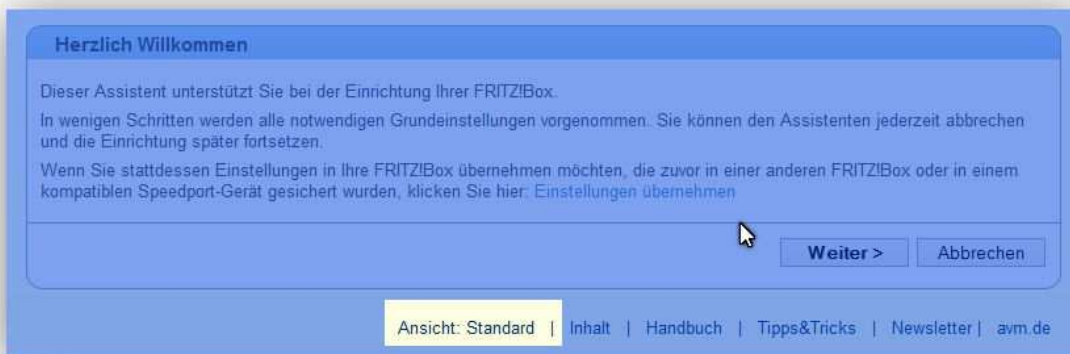 Herzlich Willkommen
Dieser Assistent unterstützt Sie bei der Einrichtung Ihrer FRITZ!Box.
In wenigen Schritten werden alle notwendigen Grundeinstellungen vorgenommen. Sie können den Assistenten jederzeit abbrechen
und die Einrichtung später fortsetzen.
Wenn Sie stattdessen Einstellungen in Ihre FRITZ!Box übernehmen möchten, die zuvor in einer anderen FRITZ!Box oder in einem
kompatiblen Speedport-Gerät gesichert wurden, klicken Sie hier: Einstellungen übernehmen
Weiter > Abbrechen
Ansicht: Standard | Inhalt | Handbuch | Tipps&Tricks | Newsletter | avm.de